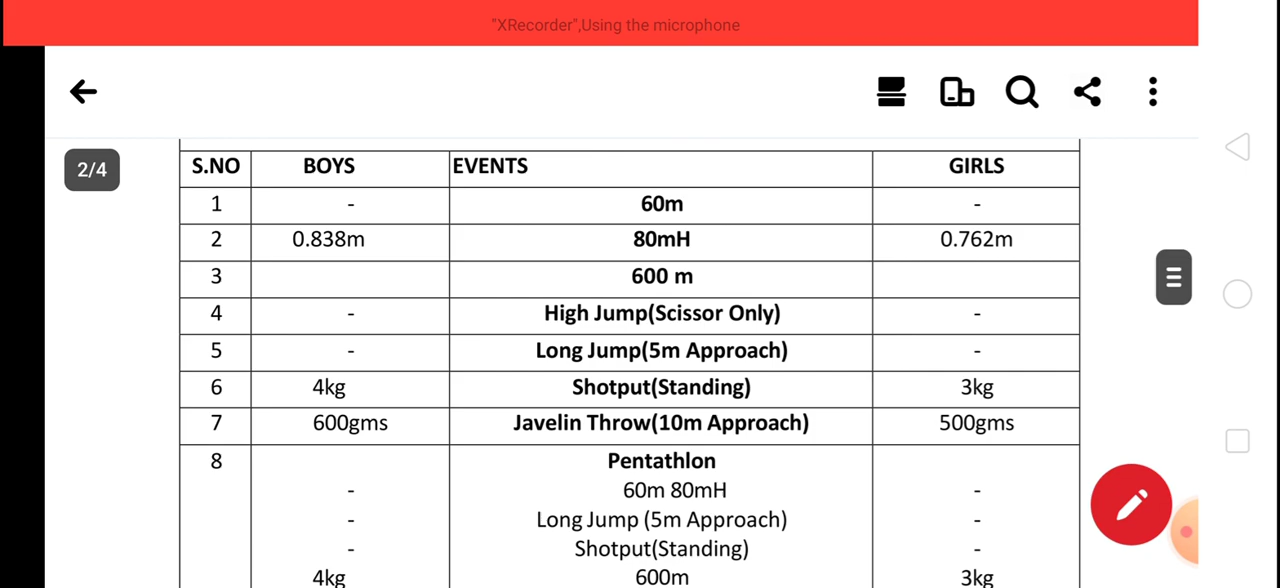 "XRecorder",Using the microphone
2/4
S.NO BOYS EVENTS GIRLS
1 - 60m -
2 0.838m 80mH 0.762m
3 600 m
4 - High Jump(Scissor Only) -
5 - Long Jump(5m Approach) -
6 4kg Shotput(Standing) 3kg
7 600gms Javelin Throw(10m Approach) 500gms
8 Pentathlon
- 60m 80mH -
- Long Jump (5m Approach) -
- Shotput(Standing) -
4kg 600m 3kg